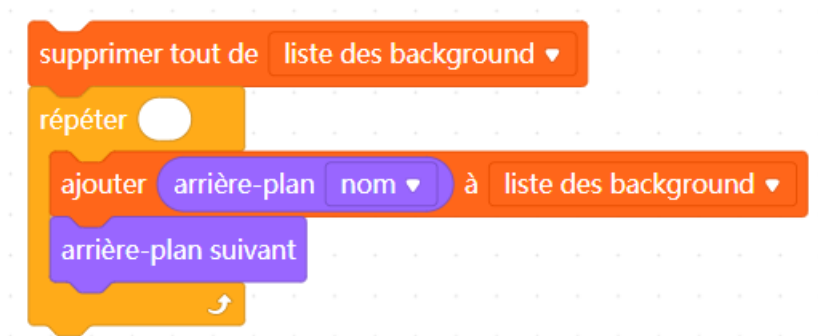 supprimer tout de liste des background
répéter
ajouter arrière-plan nom à liste des background
arrière-plan suivant